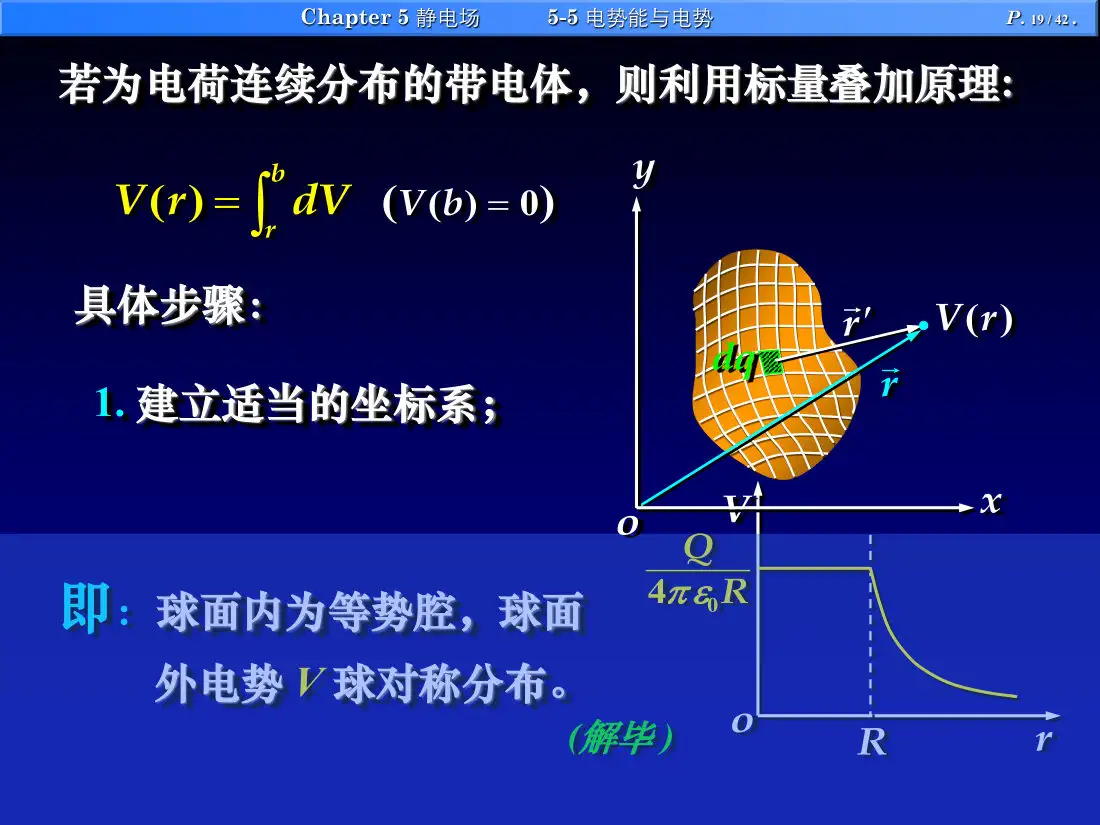 Chapter 5 静电场 5-5 电势能与电势 P. 19 / 42 .
若为电荷连续分布的带电体，则利用标量叠加原理:
V(r) = ∫_r^b dV (V(b) = 0)
具体步骤：
1. 建立适当的坐标系；
y
r⃗ ′
V(r)
dq
r⃗
x
o
V
Q
4π ε₀ R
即：球面内为等势腔，球面
外电势 V 球对称分布。
(解毕)
o
R
r